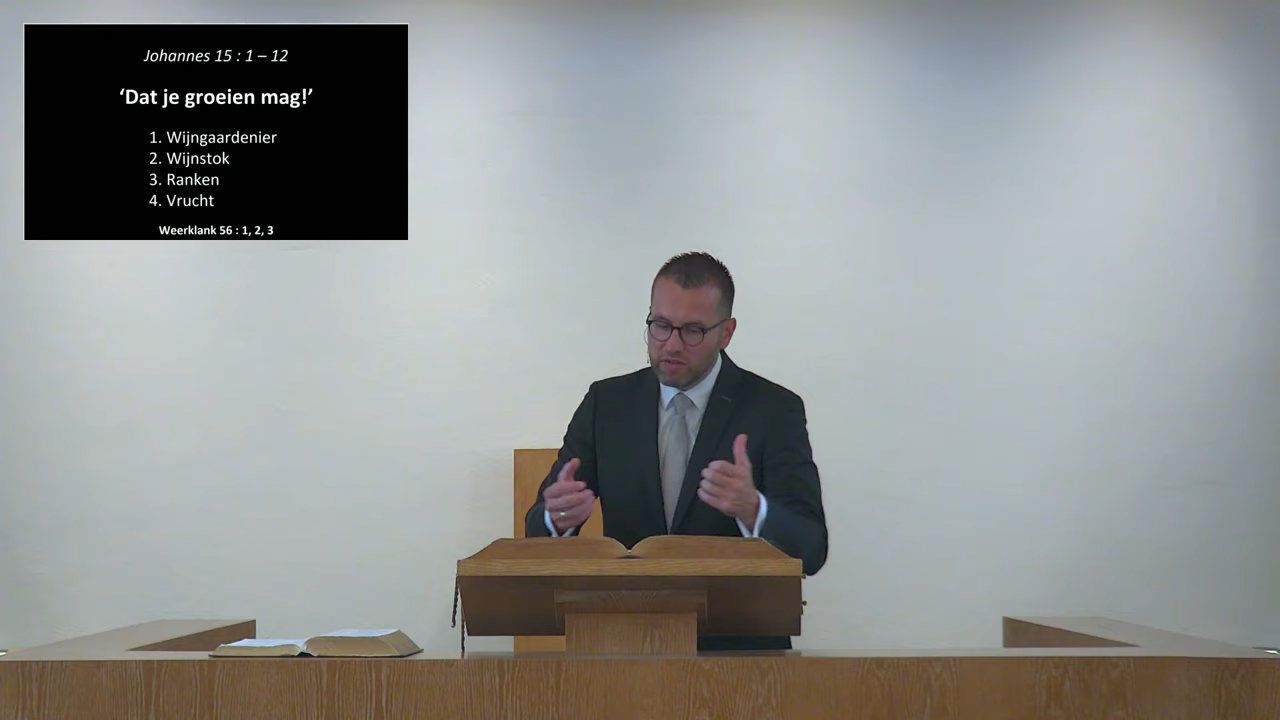 Johannes 15 : 1 – 12
‘Dat je groeien mag!’
1. Wijngaardenier
2. Wijnstok
3. Ranken
4. Vrucht
Weerklank 56 : 1, 2, 3